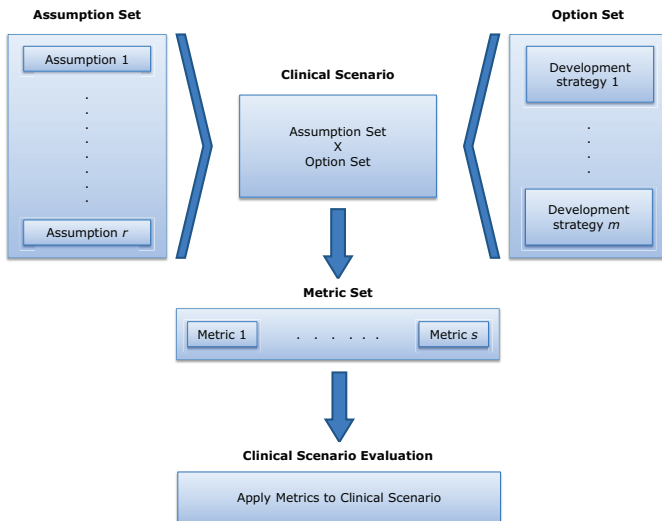 Assumption Set
Assumption 1
.
.
.
.
.
.
.
.
Assumption r
Clinical Scenario
Assumption Set
X
Option Set
Option Set
Development
strategy 1
.
.
.
.
Development
strategy m
Metric Set
Metric 1
. . . . . .
Metric s
Clinical Scenario Evaluation
Apply Metrics to Clinical Scenario